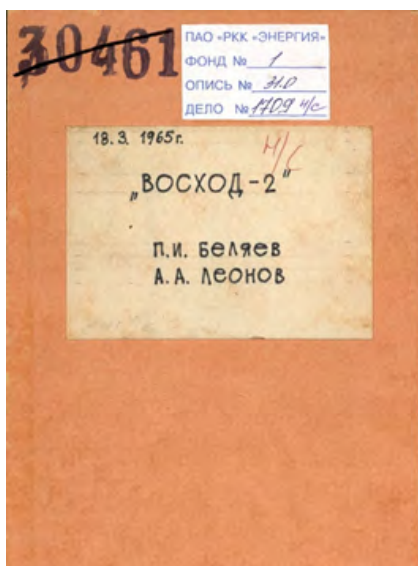 30461
ПАО «РКК «ЭНЕРГИЯ»
ФОНД № 1
ОПИСЬ № 31.0
ДЕЛО № 1709 н/с
18.3.1965г.
н/с
„ВОСХОД-2"
П.И. БЕЛЯЕВ
А.А. ЛЕОНОВ